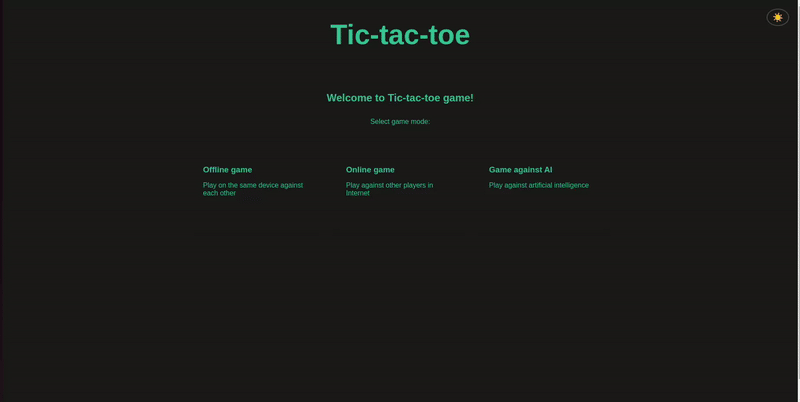 Tic-tac-toe
Welcome to Tic-tac-toe game!
Select game mode:
Offline game
Play on the same device against
each other
Online game
Play against other players in
Internet
Game against AI
Play against artificial intelligence